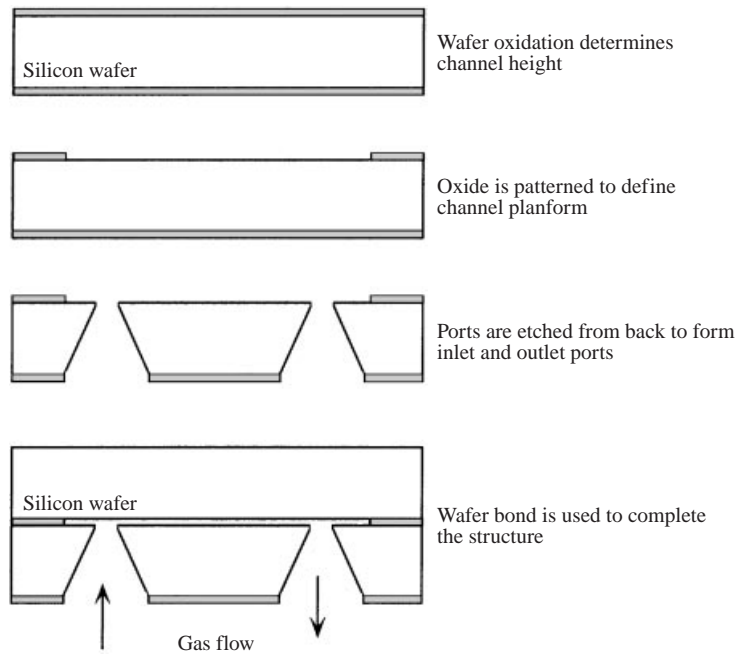 Silicon wafer
Wafer oxidation determines
channel height
Oxide is patterned to define
channel planform
Ports are etched from back to form
inlet and outlet ports
Silicon wafer
Wafer bond is used to complete
the structure
Gas flow